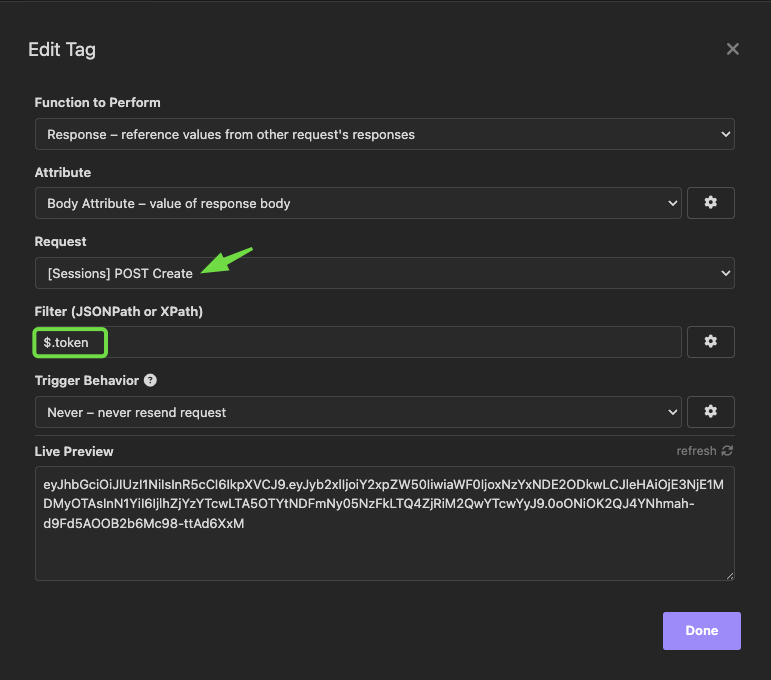 Edit Tag
Function to Perform
Response – reference values from other request's responses
Attribute
Body Attribute – value of response body
Request
[Sessions] POST Create
Filter (JSONPath or XPath)
$.token
Trigger Behavior ?
Never – never resend request
Live Preview
refresh
eyJhbGciOiJIUzI1NiIsInR5cCI6IkpXVCJ9.eyJyb2xlIjoiY2xpZW50IiwiaWF0IjoxNzYxNDE2ODkwLCJleHAiOjE3NjE1M
DMyOTAsInN1YiI6IjlhZjYzYTcwLTA5OTYtNDFmNy05NzFkLTQ4ZjRiM2QwYTcwYyJ9.0oONiOK2QJ4YNhmah-
d9Fd5AOOB2b6Mc98-ttAd6XxM
Done